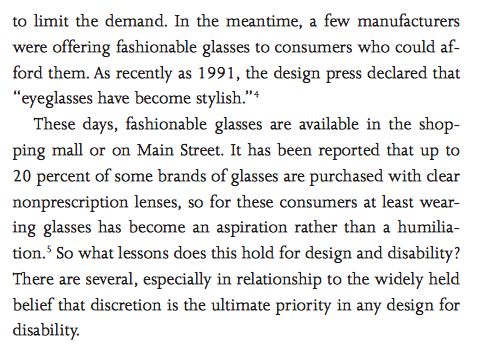 to limit the demand. In the meantime, a few manufacturers
were offering fashionable glasses to consumers who could af-
ford them. As recently as 1991, the design press declared that
“eyeglasses have become stylish.”⁴
These days, fashionable glasses are available in the shop-
ping mall or on Main Street. It has been reported that up to
20 percent of some brands of glasses are purchased with clear
nonprescription lenses, so for these consumers at least wear-
ing glasses has become an aspiration rather than a humilia-
tion.⁵ So what lessons does this hold for design and disability?
There are several, especially in relationship to the widely held
belief that discretion is the ultimate priority in any design for
disability.